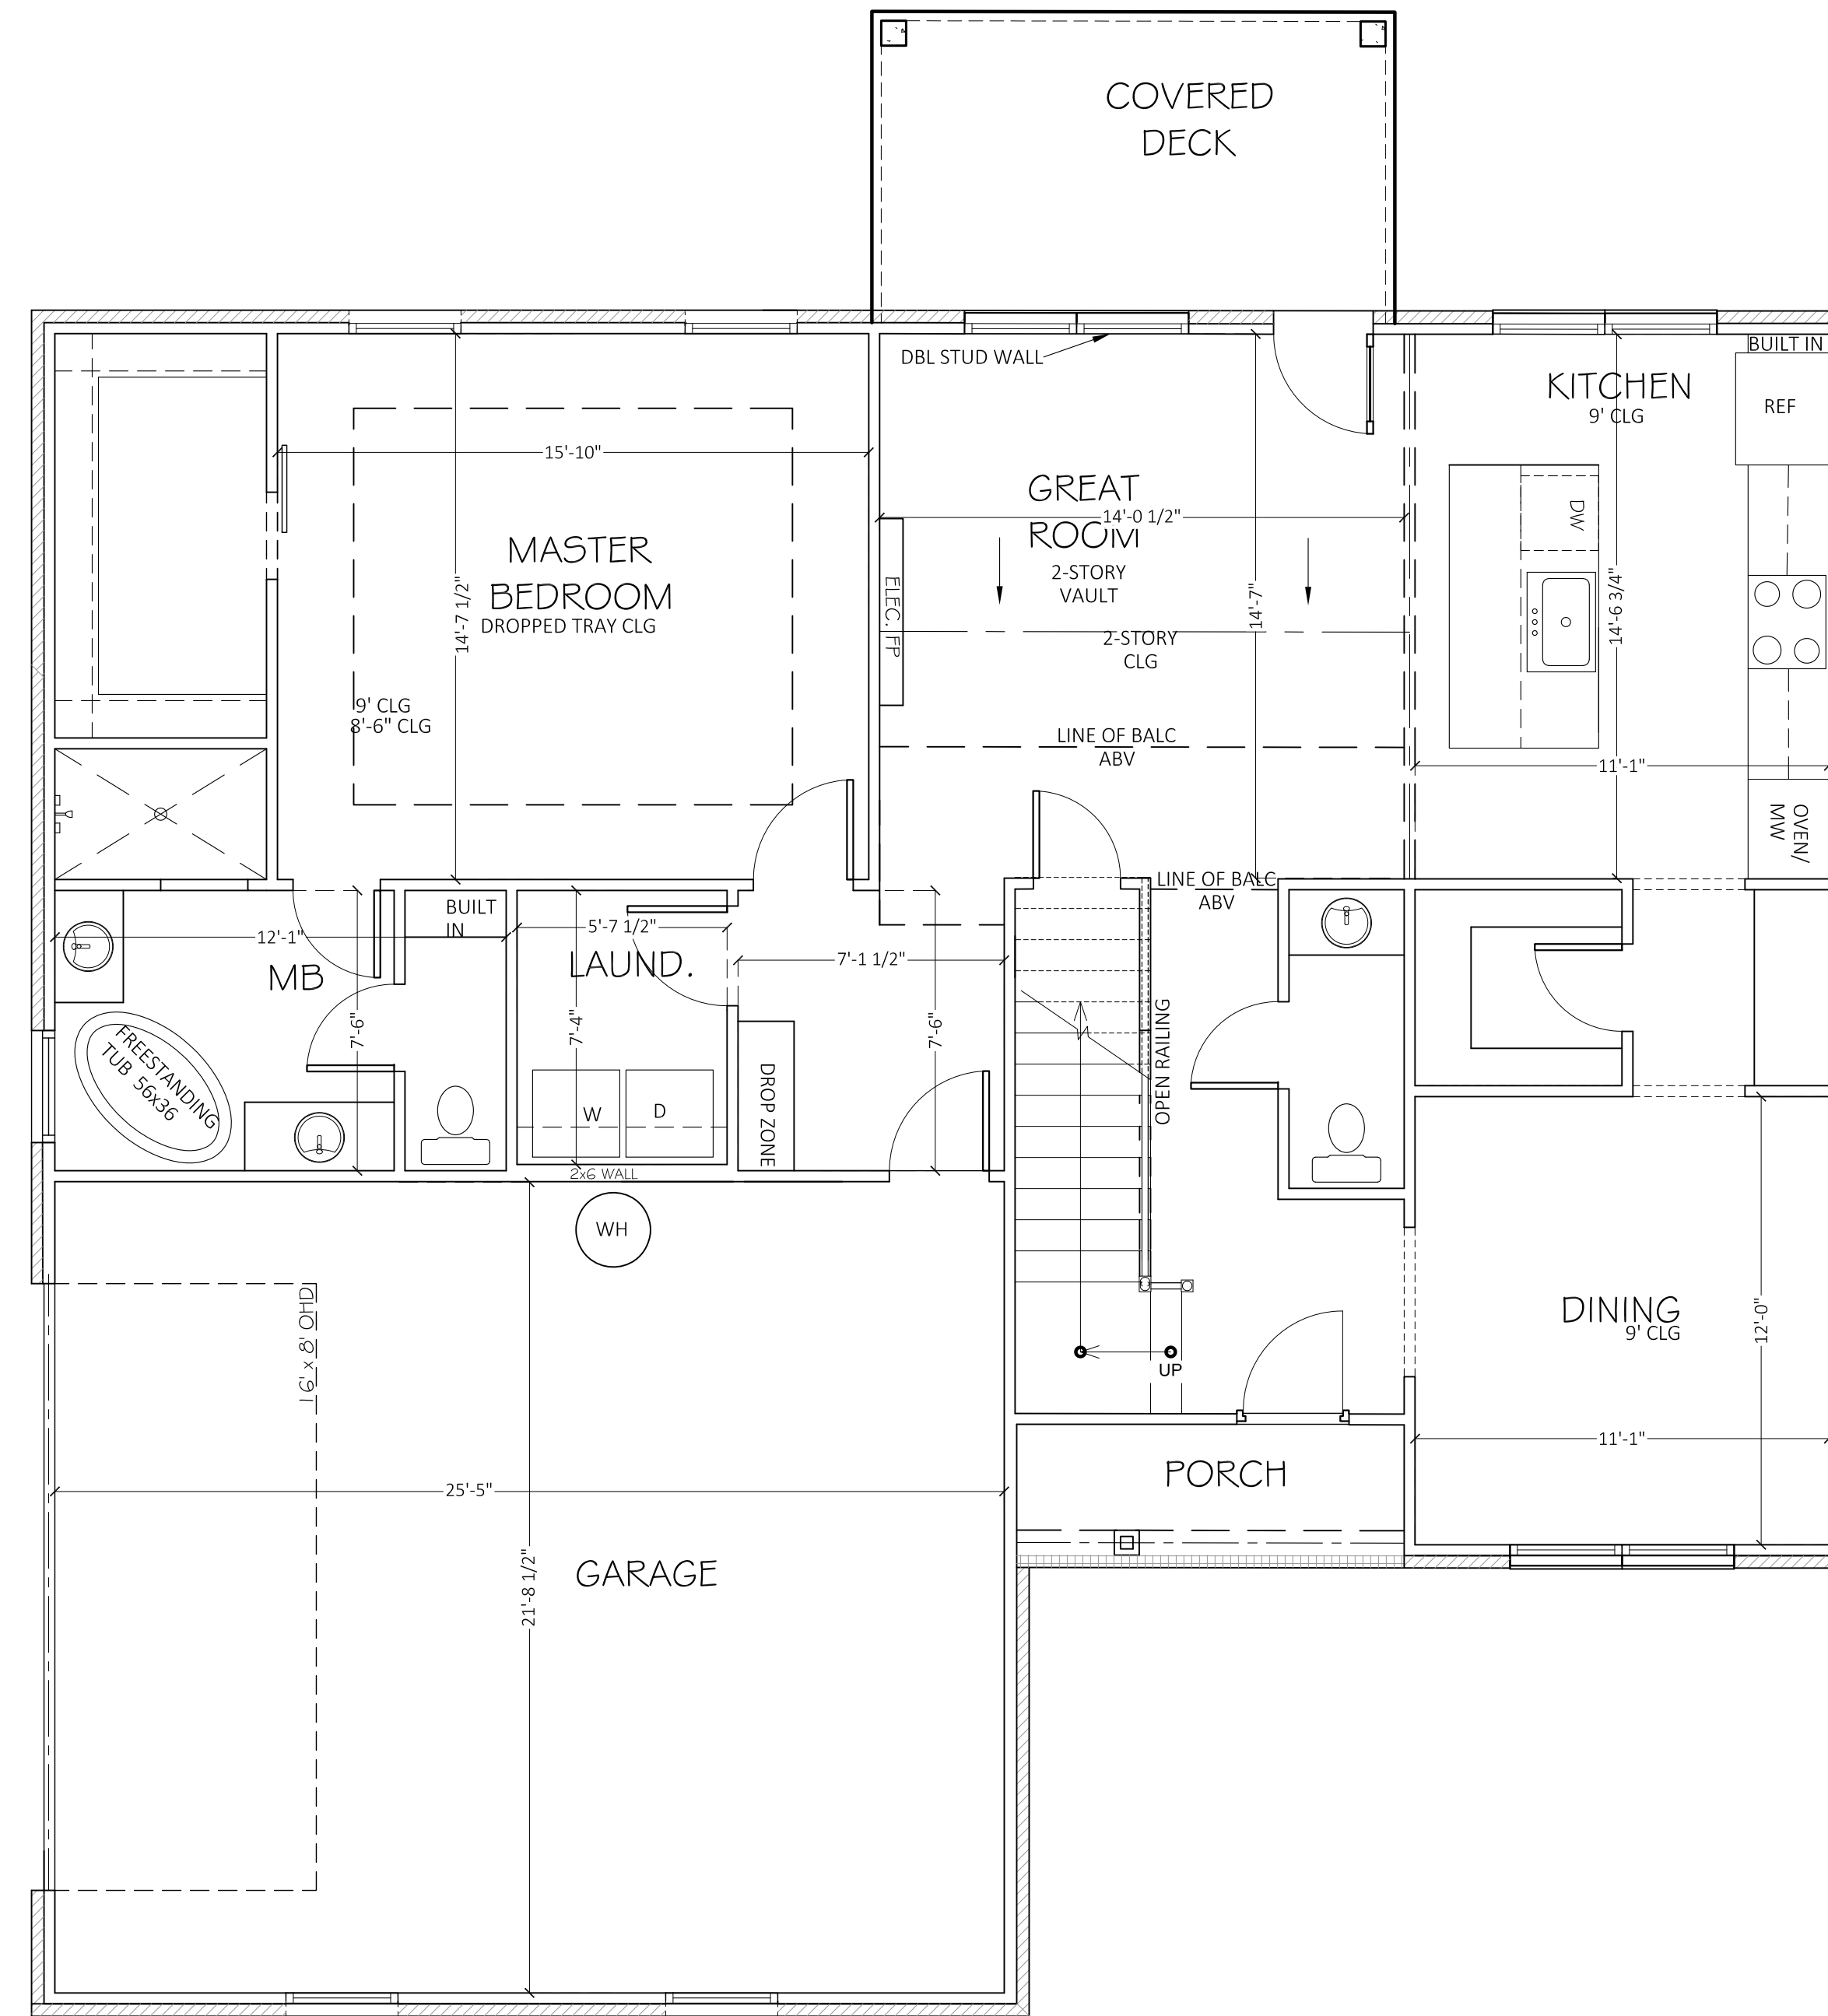 COVERED
DECK
DBL STUD WALL
BUILT IN
KITCHEN
9' CLG
REF
15'-10"
GREAT
ROOM
14'-0 1/2"
2-STORY
VAULT
DW
MASTER
BEDROOM
DROPPED TRAY CLG
14'-7 1/2"
ELEC. FP
14'-7"
14'-6 3/4"
2-STORY
CLG
9' CLG
8'-6" CLG
LINE OF BALC
ABV
11'-1"
OVEN/
MW
LINE OF BALC
ABV
BUILT
IN
12'-1"
5'-7 1/2"
7'-1 1/2"
MB
LAUND.
7'-6"
7'-4"
7'-6"
OPEN RAILING
FREESTANDING
TUB 56x36
W
D
DROP ZONE
2x6 WALL
WH
16' x 8' OHD
DINING
9' CLG
12'-0"
UP
11'-1"
PORCH
25'-5"
21'-8 1/2"
GARAGE